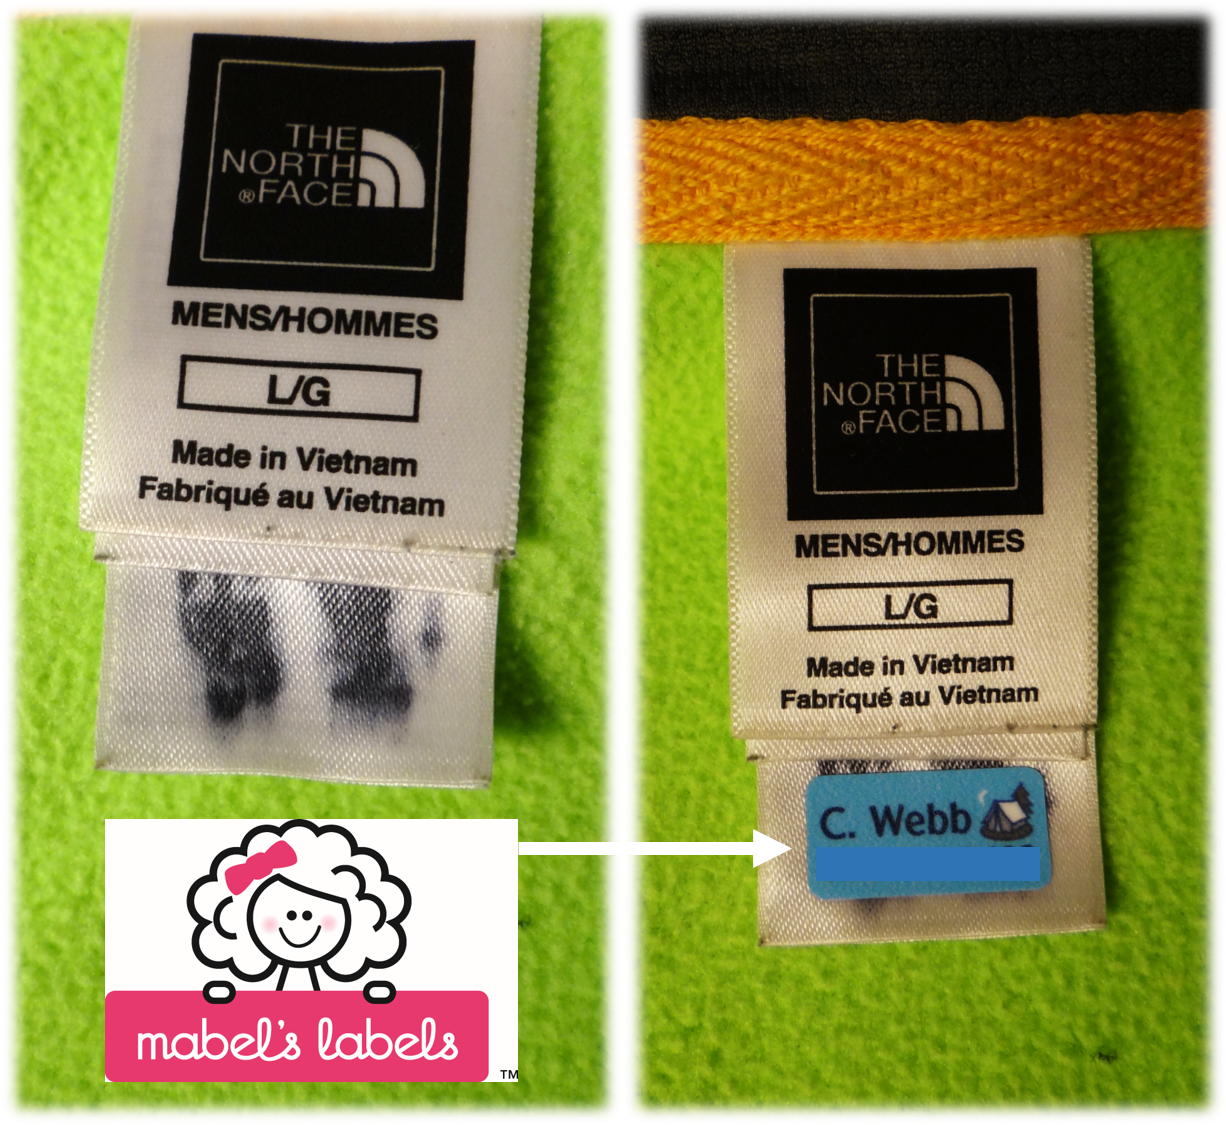 THE
NORTH
® FACE
MENS/HOMMES
L/G
Made in Vietnam
Fabriqué au Vietnam
mabel's labels
TM
THE
NORTH
® FACE
MENS/HOMMES
L/G
Made in Vietnam
Fabriqué au Vietnam
C. Webb